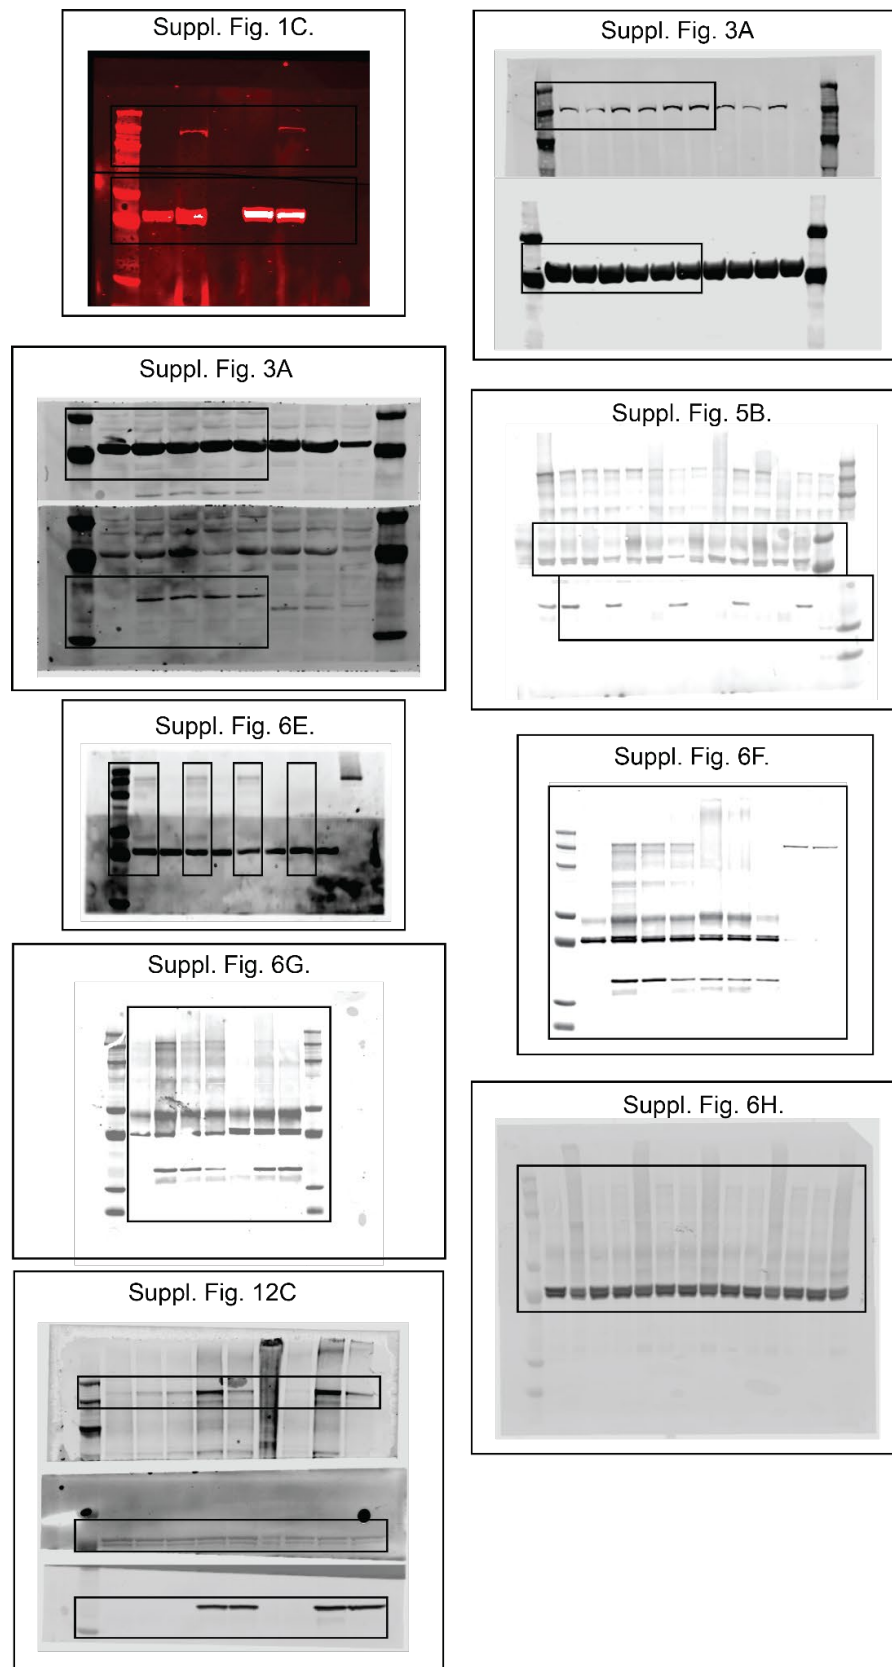 Suppl. Fig. 1C.
Suppl. Fig. 3A
Suppl. Fig. 3A
Suppl. Fig. 5B.
Suppl. Fig. 6E.
Suppl. Fig. 6F.
Suppl. Fig. 6G.
Suppl. Fig. 6H.
Suppl. Fig. 12C